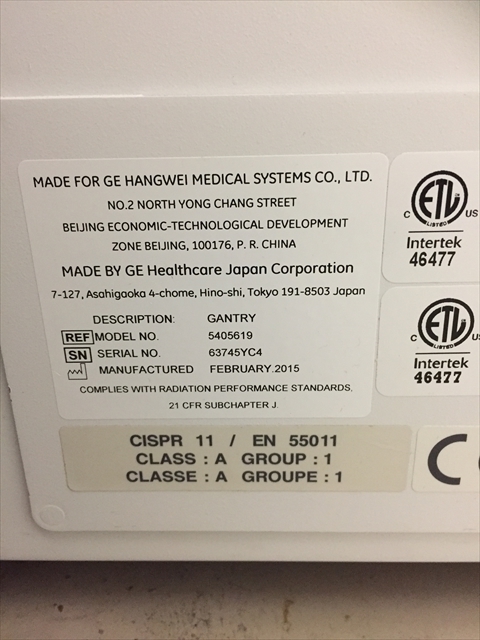 MADE FOR GE HANGWEI MEDICAL SYSTEMS CO., LTD.
NO.2 NORTH YONG CHANG STREET
BEIJING ECONOMIC-TECHNOLOGICAL DEVELOPMENT
ZONE BEIJING, 100176, P. R. CHINA
MADE BY GE Healthcare Japan Corporation
7-127, Asahigaoka 4-chome, Hino-shi, Tokyo 191-8503 Japan
DESCRIPTION: GANTRY
REF MODEL NO. 5405619
SN SERIAL NO. 63745YC4
MANUFACTURED FEBRUARY.2015
COMPLIES WITH RADIATION PERFORMANCE STANDARDS,
21 CFR SUBCHAPTER J.
CISPR 11 / EN 55011
CLASS : A GROUP : 1
CLASSE : A GROUPE : 1
ETL
C LISTED US
Intertek
46477
ETL
C LISTED U
Intertek
46477
C